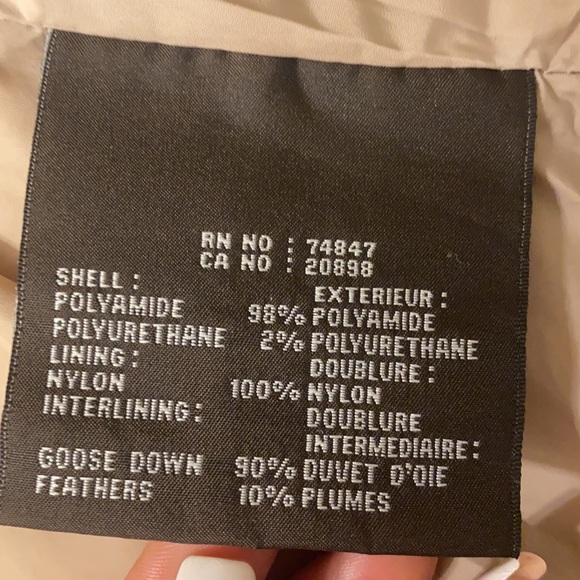 RN NO : 74847
CA NO : 20898
SHELL : EXTERIEUR :
POLYAMIDE 98% POLYAMIDE
POLYURETHANE 2% POLYURETHANE
LINING : DOUBLURE :
NYLON 100% NYLON
INTERLINING : DOUBLURE
INTERMEDIAIRE :
GOOSE DOWN 90% DUVET D'OIE
FEATHERS 10% PLUMES